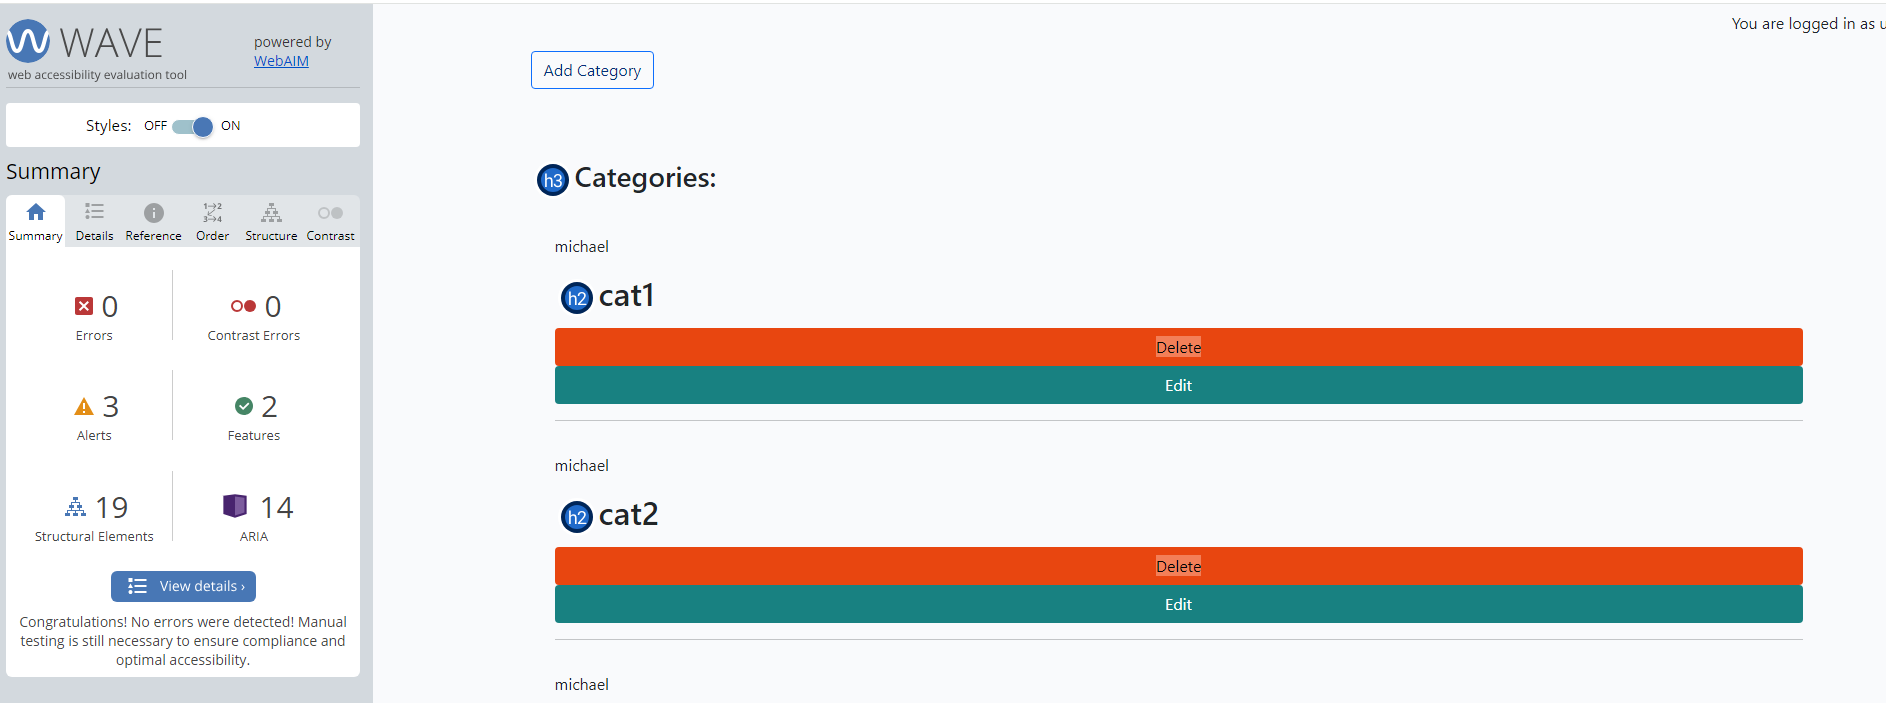 WAVE
powered by
WebAIM
web accessibility evaluation tool
Styles: OFF ON
Summary
Summary Details Reference Order Structure Contrast
0
Errors
0
Contrast Errors
3
Alerts
2
Features
19
Structural Elements
14
ARIA
View details ›
Congratulations! No errors were detected! Manual
testing is still necessary to ensure compliance and
optimal accessibility.
You are logged in as
Add Category
h3 Categories:
michael
h2 cat1
Delete
Edit
michael
h2 cat2
Delete
Edit
michael